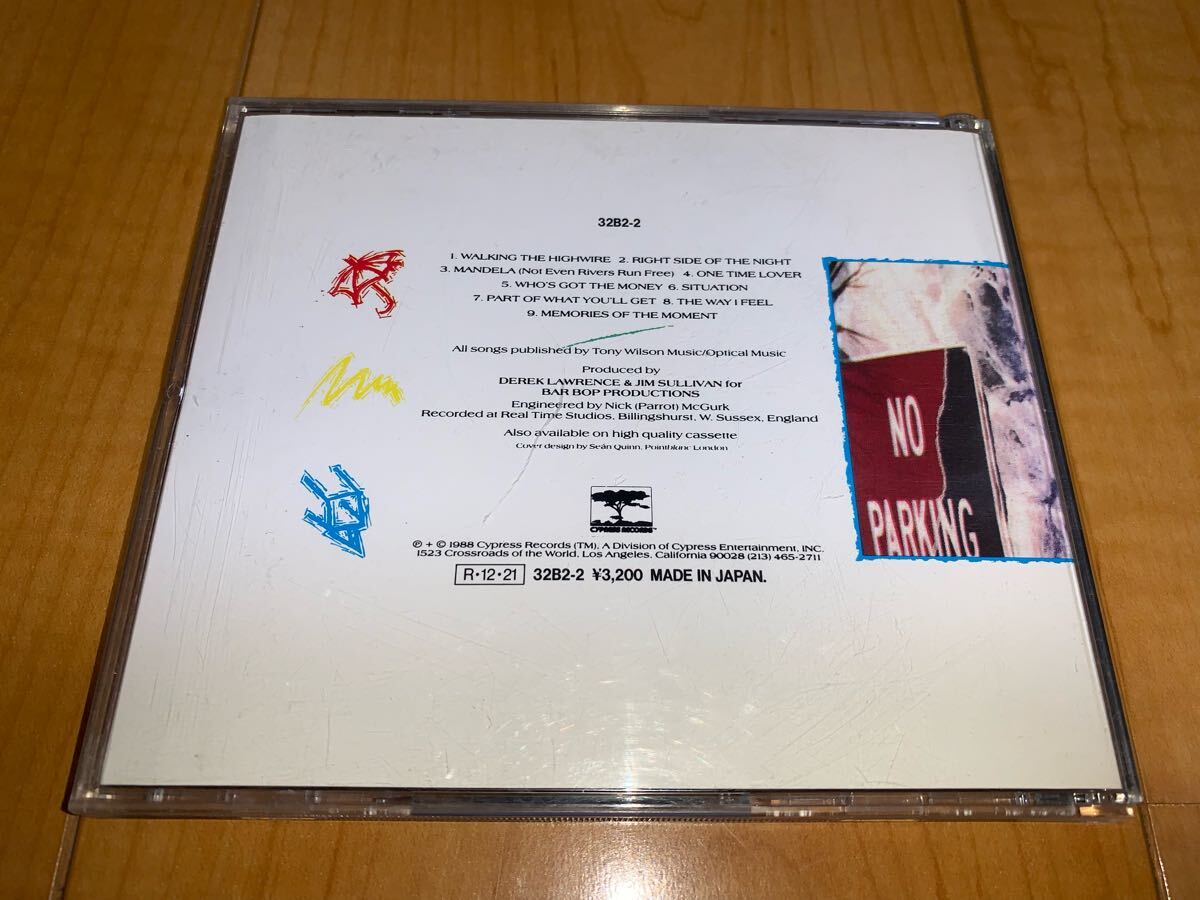 32B2-2
1. WALKING THE HIGHWIRE 2. RIGHT SIDE OF THE NIGHT
3. MANDELA (Not Even Rivers Run Free) 4. ONE TIME LOVER
5. WHO'S GOT THE MONEY 6. SITUATION
7. PART OF WHAT YOU'LL GET 8. THE WAY I FEEL
9. MEMORIES OF THE MOMENT
All songs published by Tony Wilson Music/Optical Music
Produced by
DEREK LAWRENCE & JIM SULLIVAN for
BAR BOP PRODUCTIONS
Engineered by Nick (Parrot) McGurk
Recorded at Real Time Studios, Billingshurst, W. Sussex, England
Also available on high quality cassette
Cover design by Seán Quinn, Pointblanc London
CYPRESS RECORDS™
℗ + © 1988 Cypress Records (TM), A Division of Cypress Entertainment, INC.
1523 Crossroads of the World, Los Angeles, California 90028 (213) 465-2711
R・12・21 32B2-2 ¥3,200 MADE IN JAPAN.
NO
PARKING